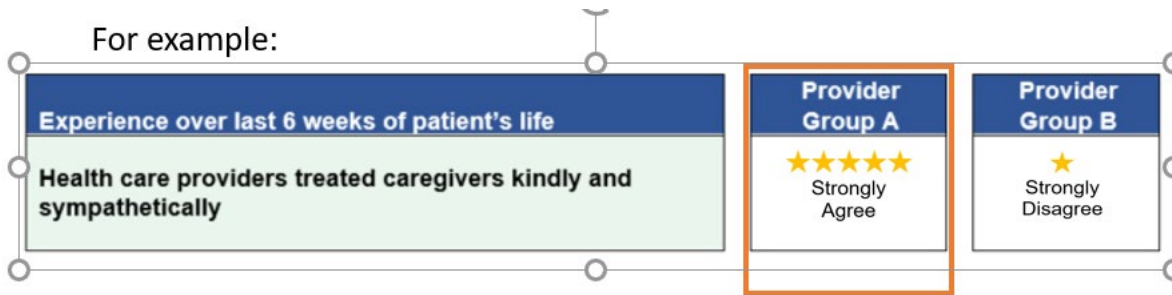 For example:
Experience over last 6 weeks of patient's life
Provider
Group A
Provider
Group B
Health care providers treated caregivers kindly and
sympathetically
Strongly
Agree
Strongly
Disagree